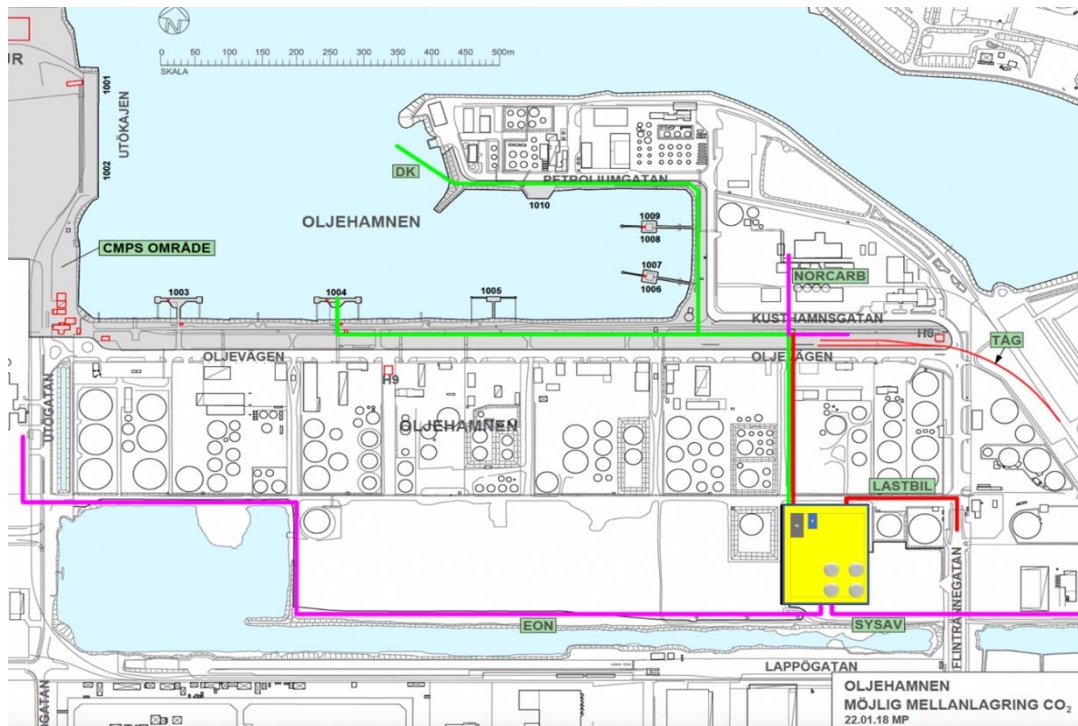 N
0 50 100 150 200 250 300 350 400 450 500m
SKALA
UR
1001
UTÖKAJEN
1002
DK
PETROLIUMGATAN
1010
OLJEHAMNEN
1009
1008
1007
1006
CMPS OMRÅDE
NORCARB
1003
1004
1005
KUSTHAMNSGATAN
H8
TÅG
OLJEVÄGEN
OLJEVÄGEN
H9
UTÖGATAN
OLJEHAMNEN
LASTBIL
FLINTRÄNNEGATAN
EON
SYSAV
LAPPÖGATAN
OLJEHAMNEN
MÖJLIG MELLANLAGRING CO₂
22.01.18 MP